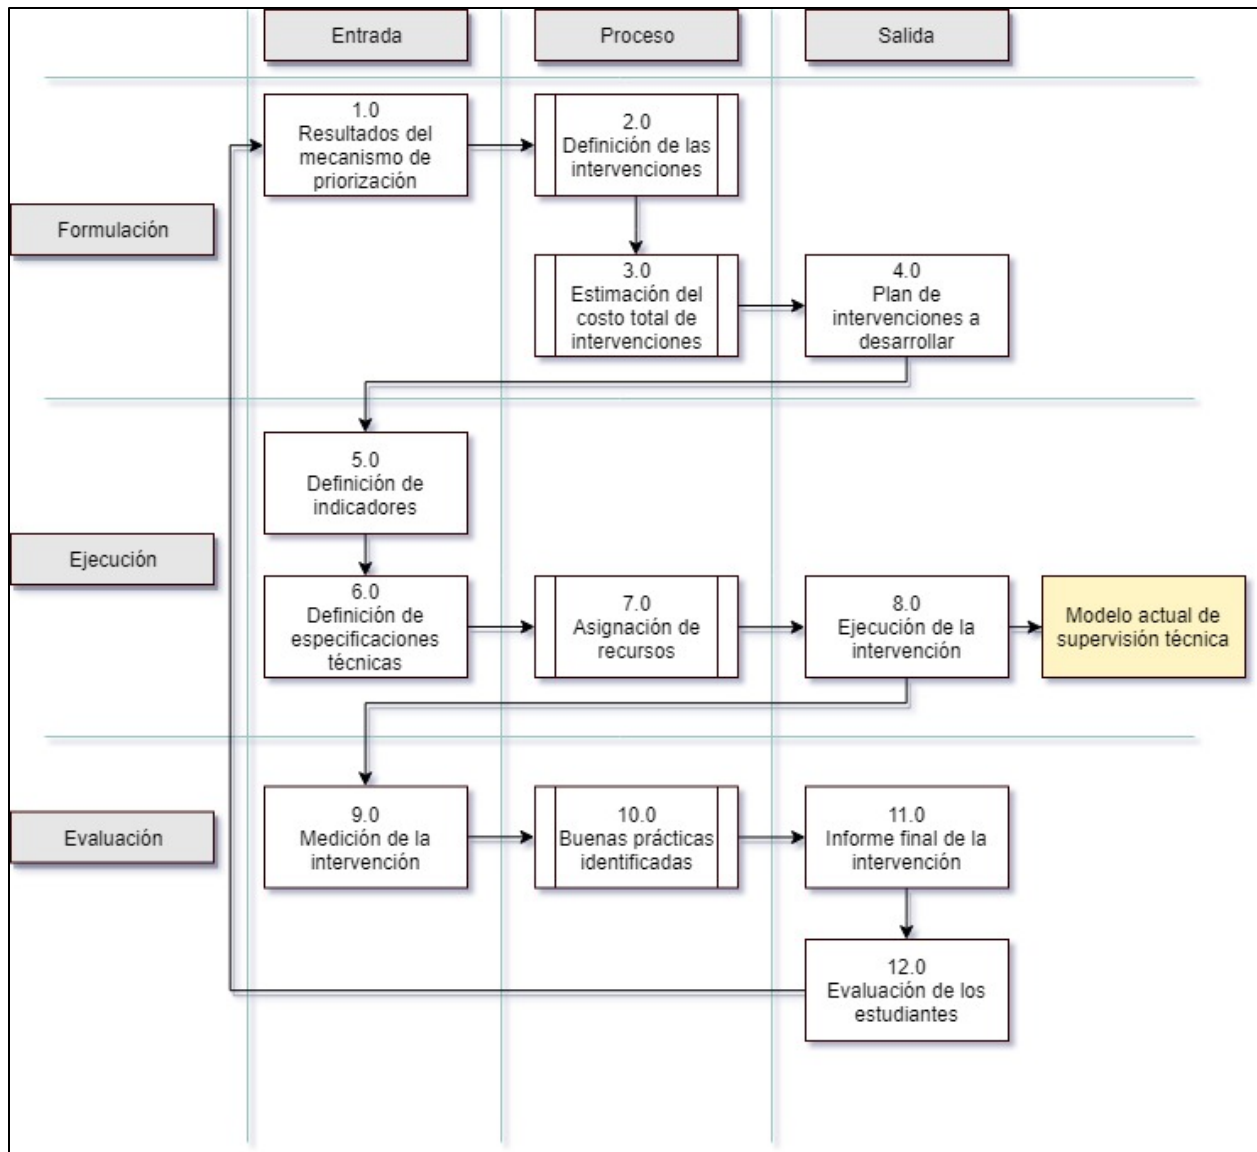 Entrada
Proceso
Salida
1.0
Resultados del
mecanismo de
priorización
2.0
Definición de las
intervenciones
Formulación
3.0
Estimación del
costo total de
intervenciones
4.0
Plan de
intervenciones a
desarrollar
5.0
Definición de
indicadores
Ejecución
6.0
Definición de
especificaciones
técnicas
7.0
Asignación de
recursos
8.0
Ejecución de la
intervención
Modelo actual de
supervisión técnica
Evaluación
9.0
Medición de la
intervención
10.0
Buenas prácticas
identificadas
11.0
Informe final de la
intervención
12.0
Evaluación de los
estudiantes